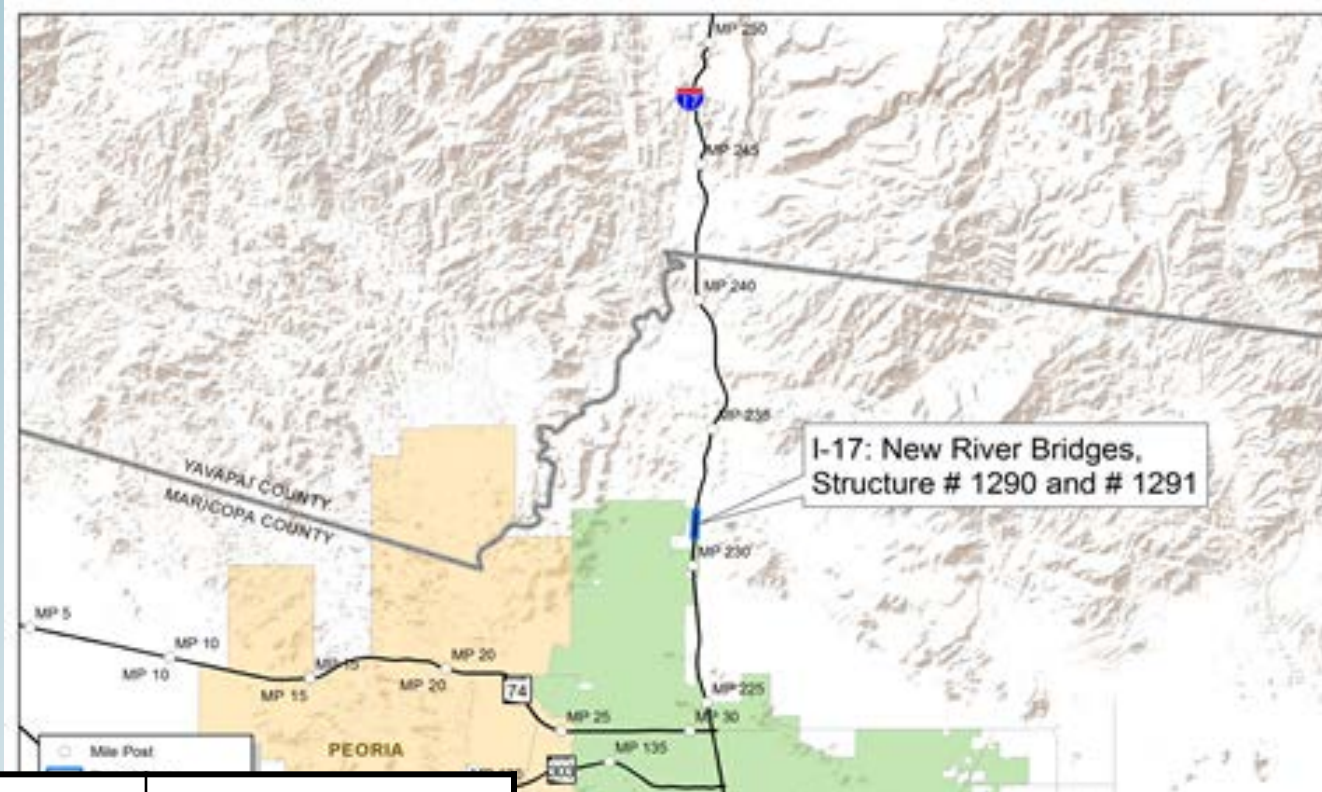 MP 250
17
MP 245
MP 240
MP 235
I-17: New River Bridges,
Structure # 1290 and # 1291
YAVAPAI COUNTY
MARICOPA COUNTY
MP 230
MP 5
MP 10
MP 10
MP 15
MP 15
MP 20
MP 20
74
MP 225
MP 25
MP 30
Mile Post
PEORIA
MP 135
303